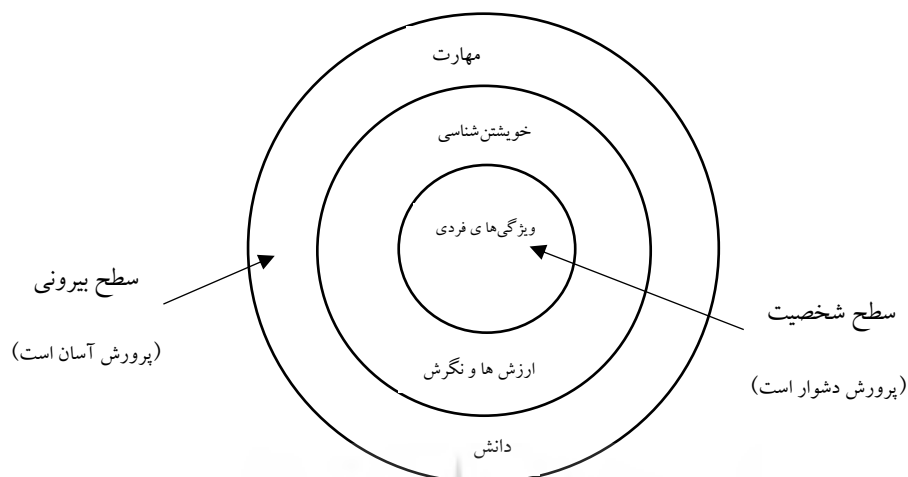 مهارت
خویشتن‌شناسی
ویژگی‌ها ی فردی
سطح بیرونی
سطح شخصیت
(پرورش آسان است)
ارزش ها و نگرش
(پرورش دشوار است)
دانش